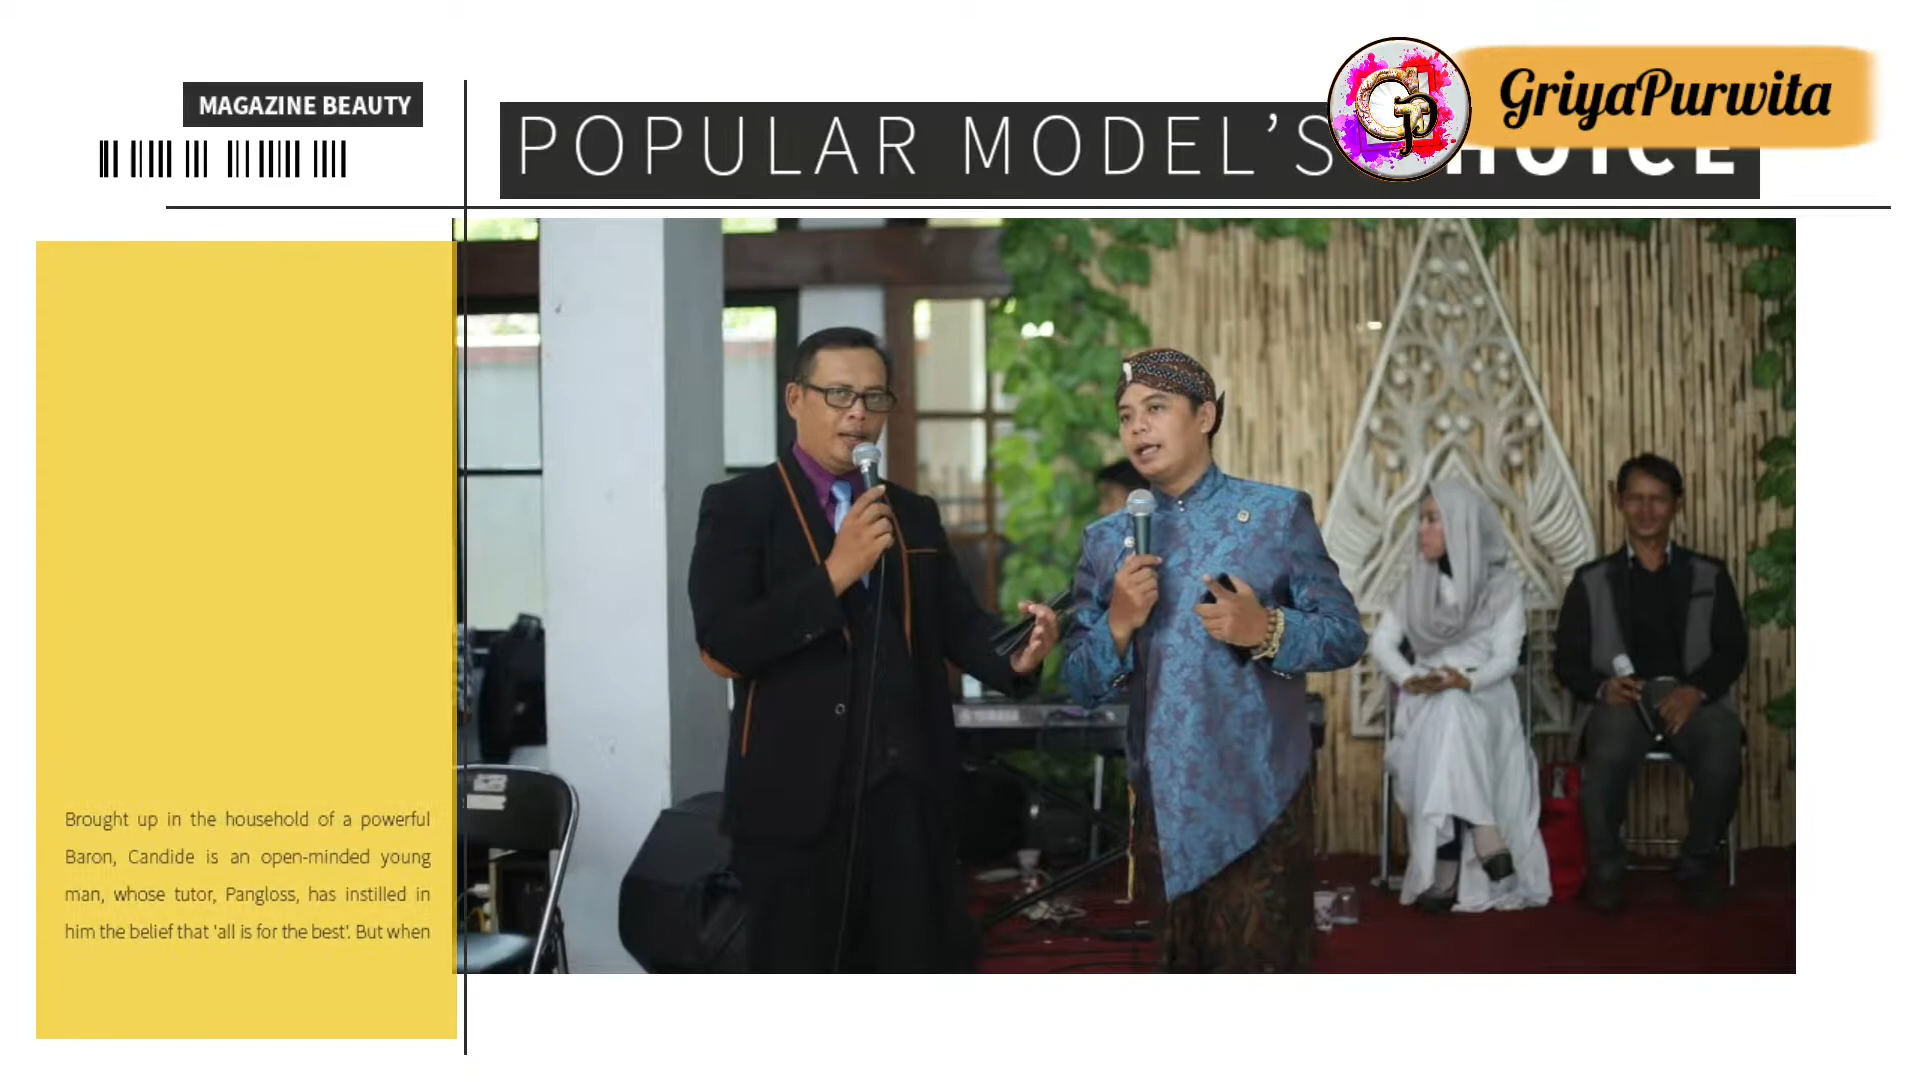 MAGAZINE BEAUTY
POPULAR MODEL'S
GriyaPurwita
Brought up in the household of a powerful
Baron, Candide is an open-minded young
man, whose tutor, Pangloss, has instilled in
him the belief that 'all is for the best'. But when